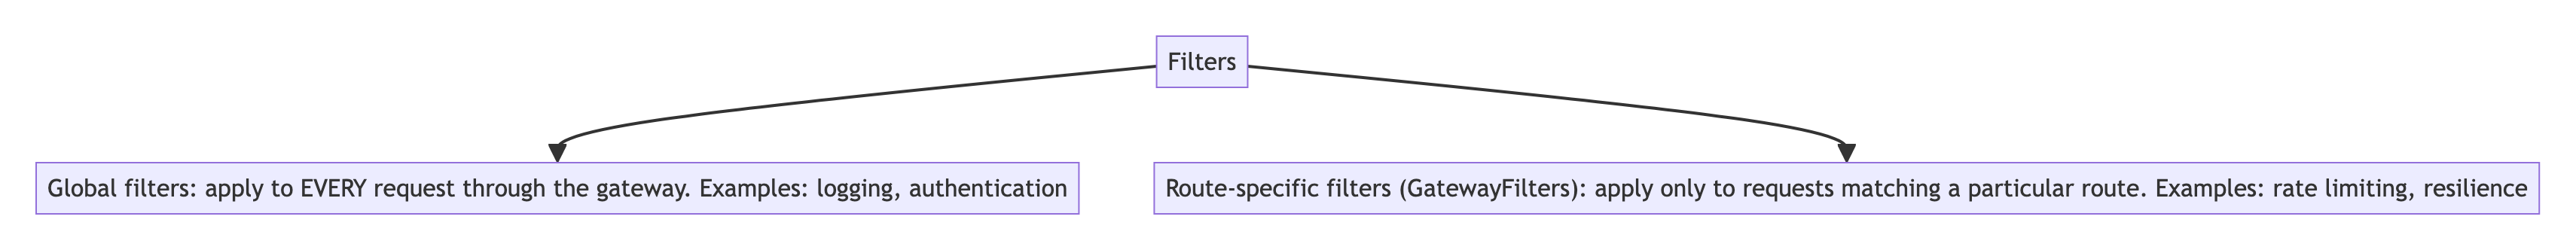 Filters
Global filters: apply to EVERY request through the gateway. Examples: logging, authentication
Route-specific filters (GatewayFilters): apply only to requests matching a particular route. Examples: rate limiting, resilience